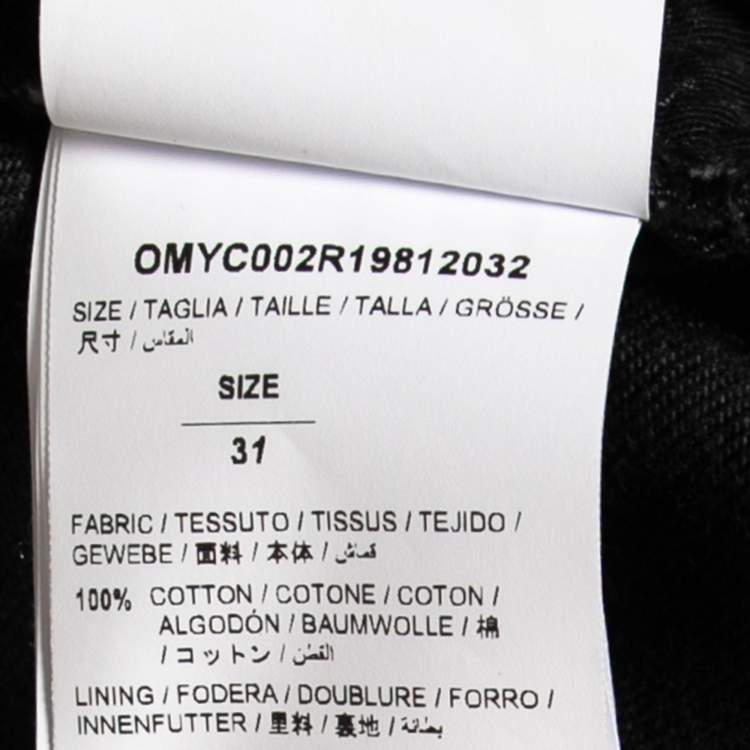 OMYC002R19812032
SIZE / TAGLIA / TAILLE / TALLA / GRÖSSE /
尺寸 / المقاس
SIZE
31
FABRIC / TESSUTO / TISSUS / TEJIDO /
GEWEBE / 面料 / 本体 / قماش
100% COTTON / COTONE / COTON /
ALGODÓN / BAUMWOLLE / 棉
/ コットン / القطن
LINING / FODERA / DOUBLURE / FORRO /
INNENFUTTER / 里料 / 裏地 / بطانة